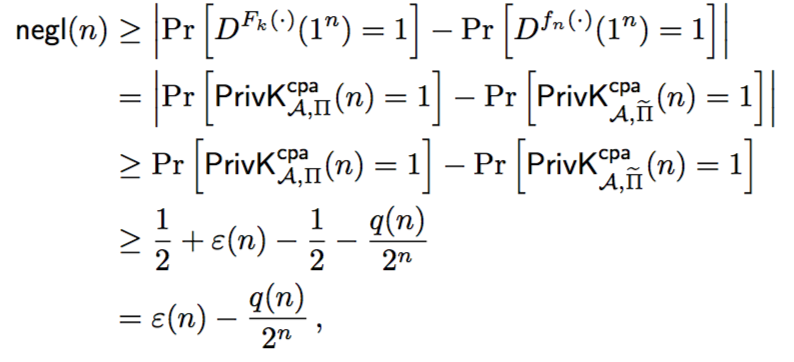 negl(n) ≥ |Pr[D^{F_k(·)}(1^n) = 1] − Pr[D^{f_n(·)}(1^n) = 1]|
= |Pr[PrivK^{cpa}_{𝒜,Π}(n) = 1] − Pr[PrivK^{cpa}_{𝒜,Π̃}(n) = 1]|
≥ Pr[PrivK^{cpa}_{𝒜,Π}(n) = 1] − Pr[PrivK^{cpa}_{𝒜,Π̃}(n) = 1]
≥ 1/2 + ε(n) − 1/2 − q(n)/2^n
= ε(n) − q(n)/2^n ,